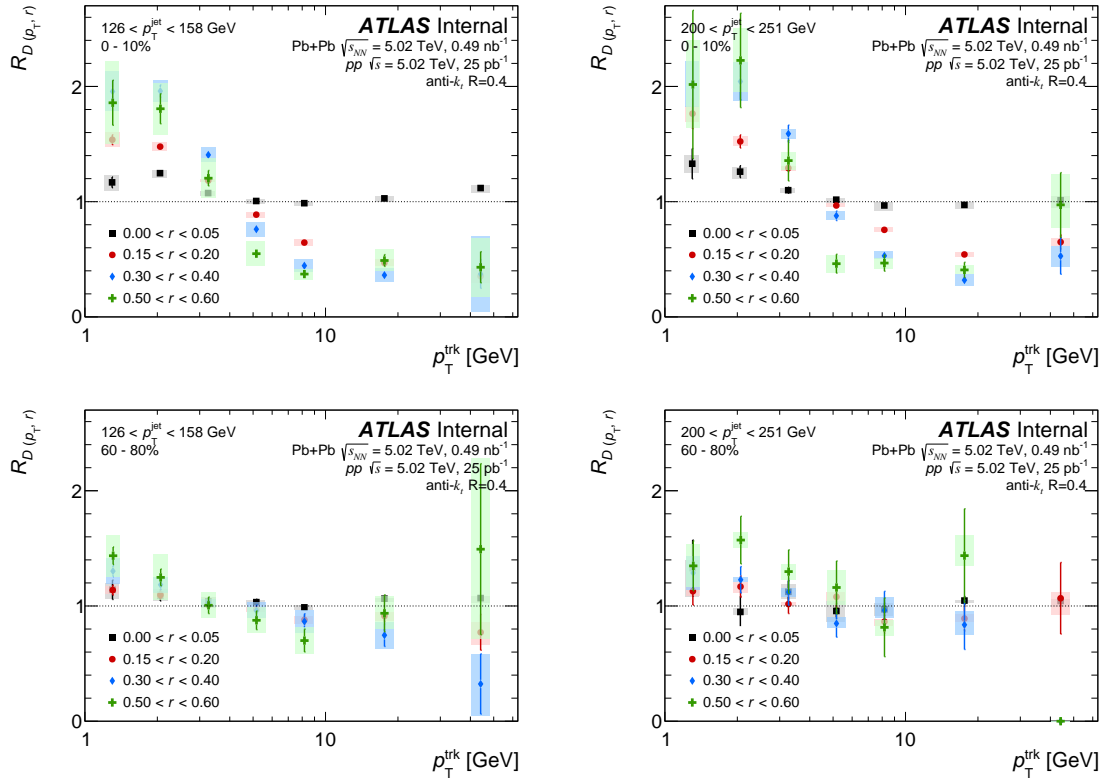 126 < p_T^jet < 158 GeV
0 - 10%
ATLAS Internal
Pb+Pb √s_NN = 5.02 TeV, 0.49 nb⁻¹
pp √s = 5.02 TeV, 25 pb⁻¹
anti-k_t R=0.4
R_D (p_T, r)
2
1
0
0.00 < r < 0.05
0.15 < r < 0.20
0.30 < r < 0.40
0.50 < r < 0.60
1
10
p_T^trk [GeV]
200 < p_T^jet < 251 GeV
0 - 10%
ATLAS Internal
Pb+Pb √s_NN = 5.02 TeV, 0.49 nb⁻¹
pp √s = 5.02 TeV, 25 pb⁻¹
anti-k_t R=0.4
R_D (p_T, r)
2
1
0
0.00 < r < 0.05
0.15 < r < 0.20
0.30 < r < 0.40
0.50 < r < 0.60
1
10
p_T^trk [GeV]
126 < p_T^jet < 158 GeV
60 - 80%
ATLAS Internal
Pb+Pb √s_NN = 5.02 TeV, 0.49 nb⁻¹
pp √s = 5.02 TeV, 25 pb⁻¹
anti-k_t R=0.4
R_D (p_T, r)
2
1
0
0.00 < r < 0.05
0.15 < r < 0.20
0.30 < r < 0.40
0.50 < r < 0.60
1
10
p_T^trk [GeV]
200 < p_T^jet < 251 GeV
60 - 80%
ATLAS Internal
Pb+Pb √s_NN = 5.02 TeV, 0.49 nb⁻¹
pp √s = 5.02 TeV, 25 pb⁻¹
anti-k_t R=0.4
R_D (p_T, r)
2
1
0
0.00 < r < 0.05
0.15 < r < 0.20
0.30 < r < 0.40
0.50 < r < 0.60
1
10
p_T^trk [GeV]